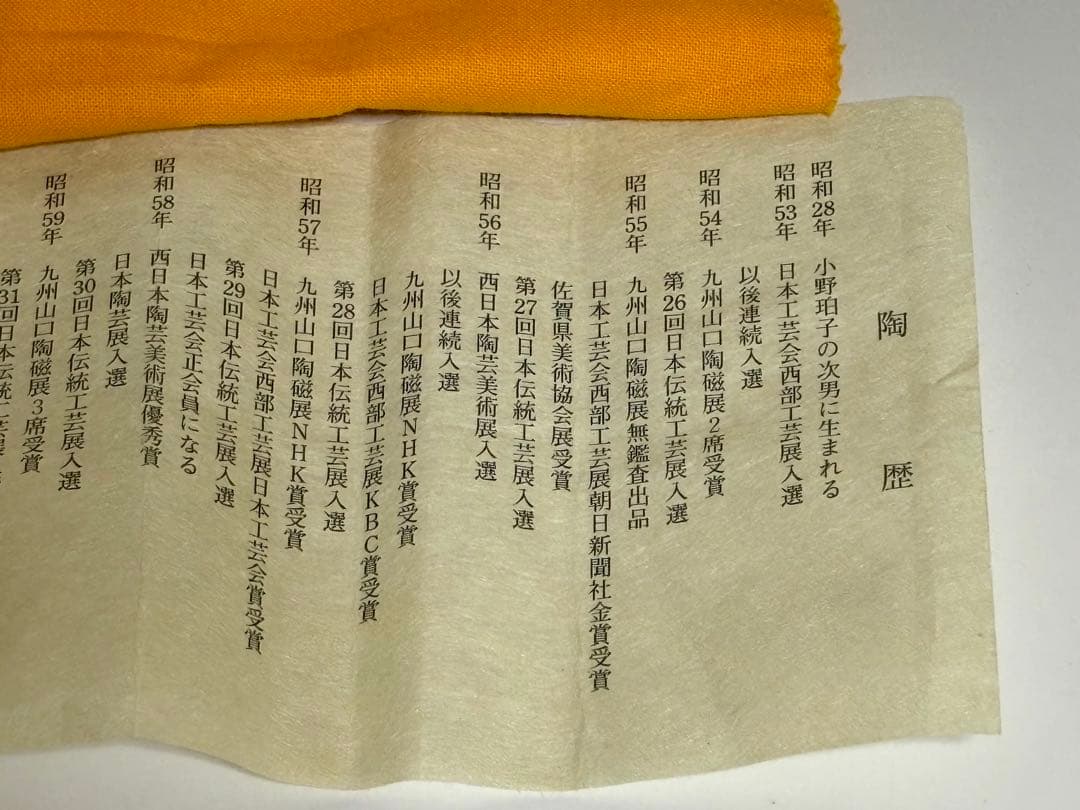 陶歴
昭和28年 小野珀子の次男に生まれる
昭和53年 日本工芸会西部工芸展入選
以後連続入選
昭和54年 九州山口陶磁展2席受賞
第26回日本伝統工芸展入選
昭和55年 九州山口陶磁展無鑑査出品
日本工芸会西部工芸展朝日新聞社金賞受賞
佐賀県美術協会展受賞
第27回日本伝統工芸展入選
昭和56年 西日本陶芸美術展入選
以後連続入選
九州山口陶磁展NHK賞受賞
日本工芸会西部工芸展KBC賞受賞
第28回日本伝統工芸展入選
昭和57年 九州山口陶磁展NHK賞受賞
日本工芸会西部工芸展日本工芸会賞受賞
第29回日本伝統工芸展入選
日本工芸会正会員になる
昭和58年 西日本陶芸美術展優秀賞
日本陶芸展入選
第30回日本伝統工芸展入選
昭和59年 九州山口陶磁展3席受賞
第31回日本伝統工芸展